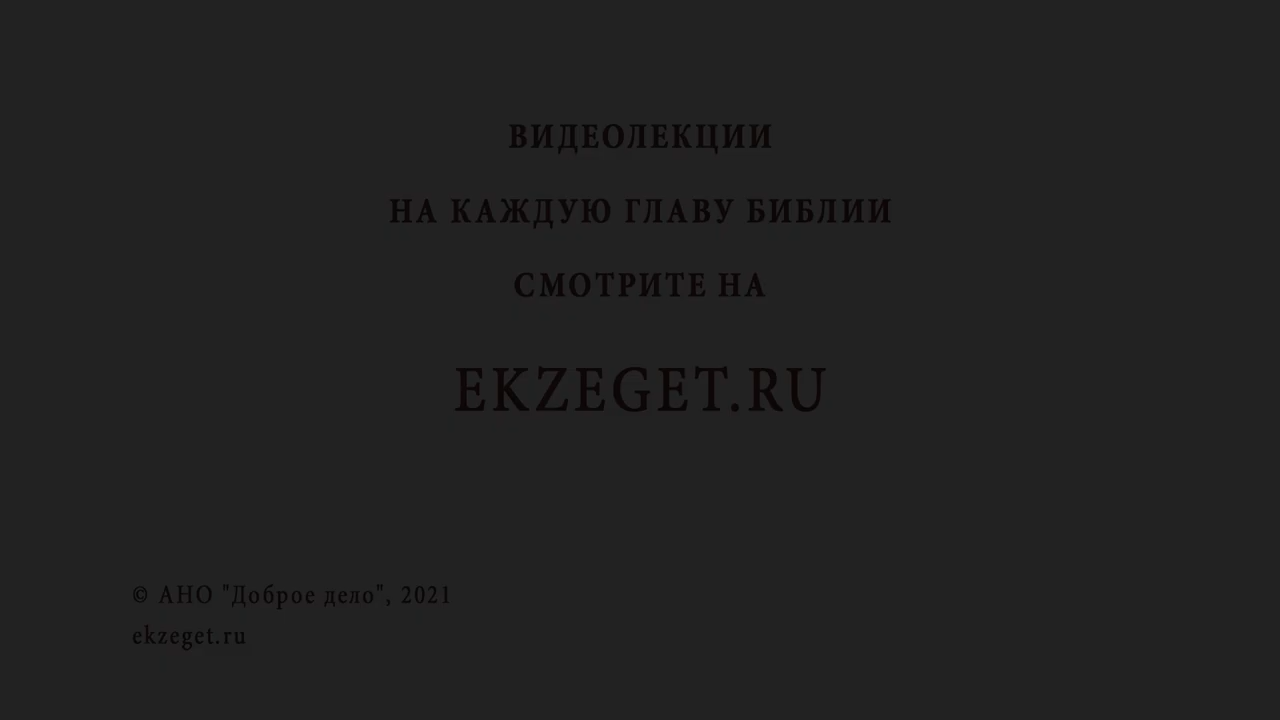 ВИДЕОЛЕКЦИИ
НА КАЖДУЮ ГЛАВУ БИБЛИИ
СМОТРИТЕ НА
EKZEGET.RU
© АНО "Доброе дело", 2021
ekzeget.ru